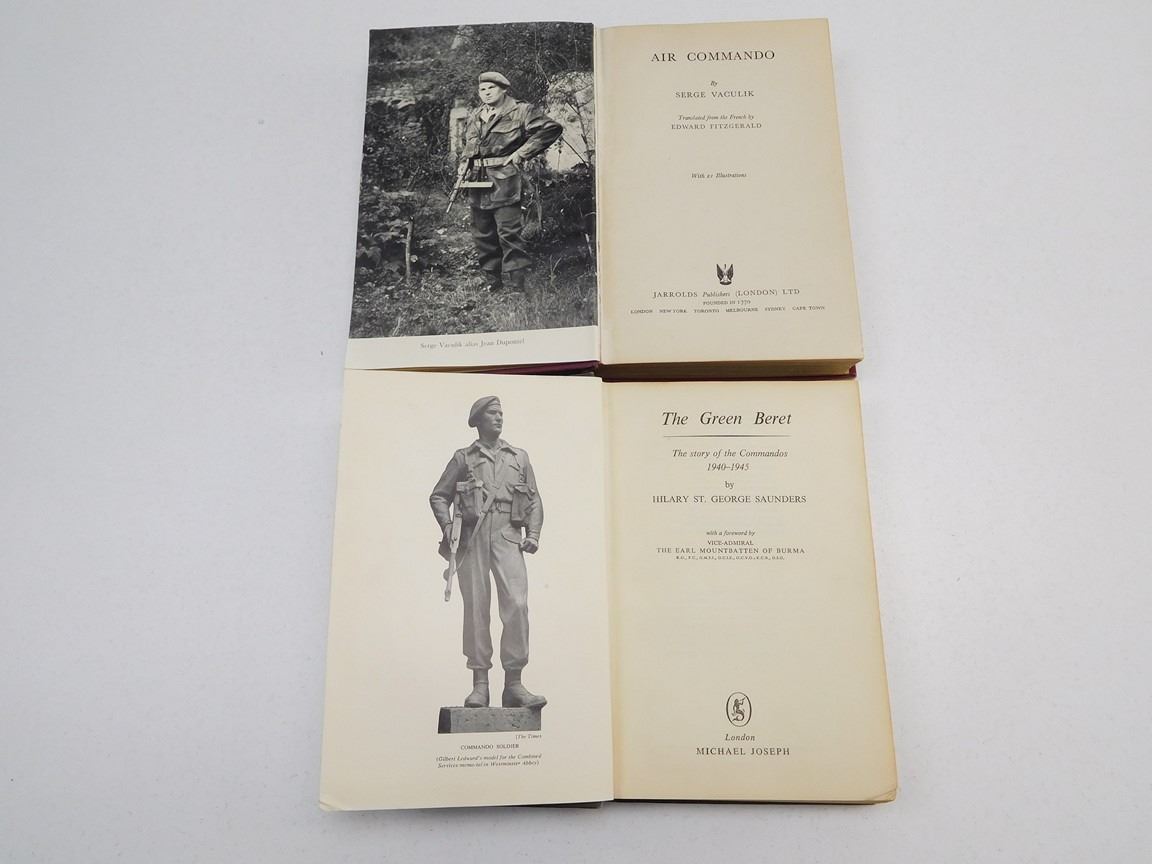 AIR COMMANDO
By
SERGE VACULIK
Translated from the French by
EDWARD FITZGERALD
With 21 Illustrations
JARROLDS Publishers (LONDON) LTD
FOUNDED IN 1770
LONDON NEW YORK TORONTO MELBOURNE SYDNEY CAPE TOWN
Serge Vaculik alias Jean Dupontel
The Green Beret
The story of the Commandos
1940–1945
by
HILARY ST. GEORGE SAUNDERS
with a foreword by
VICE-ADMIRAL
THE EARL MOUNTBATTEN OF BURMA
K.G., P.C., G.M.S.I., G.C.I.E., G.C.V.O., K.C.B., D.S.O.
London
MICHAEL JOSEPH
[The Times
COMMANDO SOLDIER
(Gilbert Ledward's model for the Combined
Services memorial in Westminster Abbey)